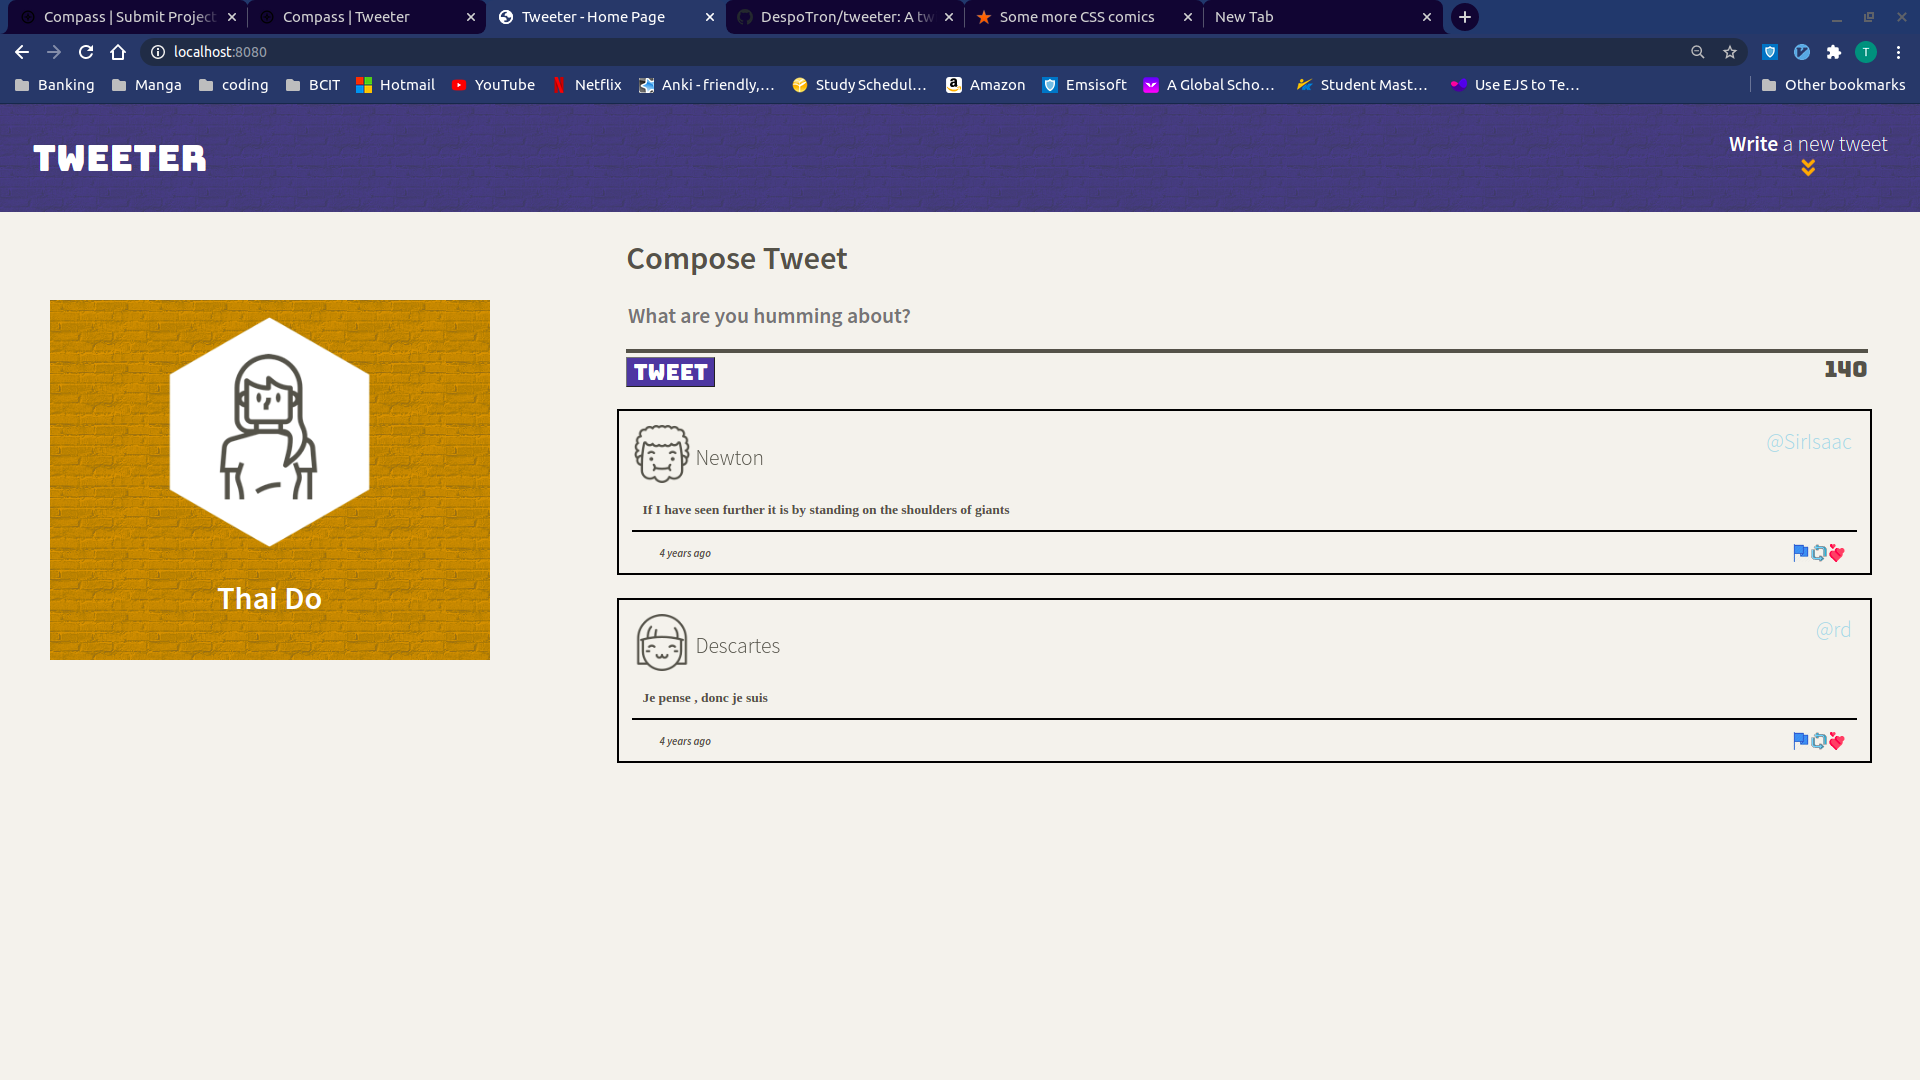 Compass | Submit Project
Compass | Tweeter
Tweeter - Home Page
DespoTron/tweeter: A tw
Some more CSS comics
New Tab
localhost:8080
T
Banking
Manga
coding
BCIT
Hotmail
YouTube
Netflix
Anki - friendly,...
Study Schedul...
Amazon
Emsisoft
A Global Scho...
Student Mast...
Use EJS to Te...
Other bookmarks
TWEETER
Write a new tweet
Compose Tweet
What are you humming about?
TWEET
140
Thai Do
Newton
@SirIsaac
If I have seen further it is by standing on the shoulders of giants
4 years ago
Descartes
@rd
Je pense , donc je suis
4 years ago